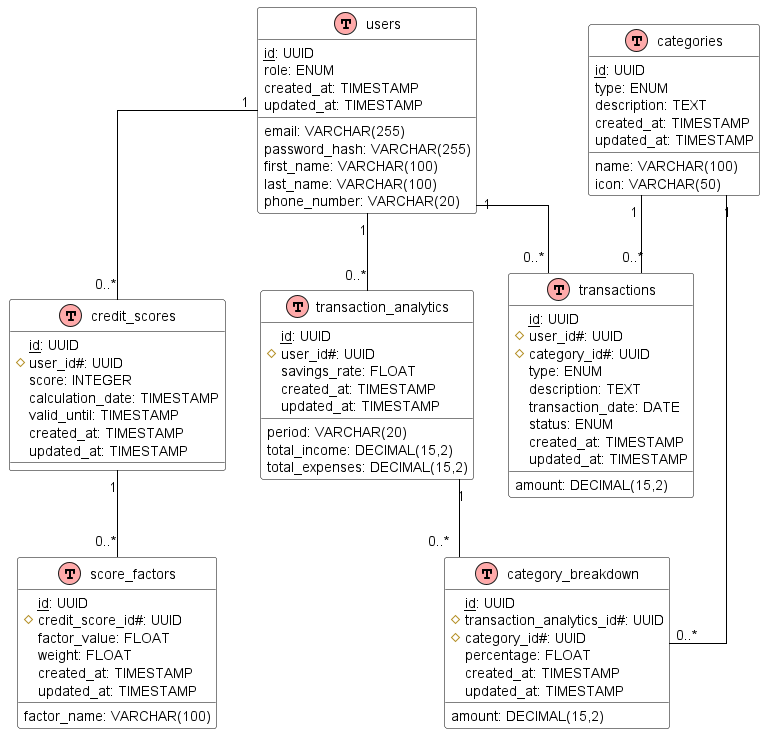 T users
id: UUID
role: ENUM
created_at: TIMESTAMP
updated_at: TIMESTAMP
email: VARCHAR(255)
password_hash: VARCHAR(255)
first_name: VARCHAR(100)
last_name: VARCHAR(100)
phone_number: VARCHAR(20)
T categories
id: UUID
type: ENUM
description: TEXT
created_at: TIMESTAMP
updated_at: TIMESTAMP
name: VARCHAR(100)
icon: VARCHAR(50)
1
0..*
1
0..*
1
0..*
1
0..*
1
0..*
T credit_scores
id: UUID
user_id#: UUID
score: INTEGER
calculation_date: TIMESTAMP
valid_until: TIMESTAMP
created_at: TIMESTAMP
updated_at: TIMESTAMP
T transaction_analytics
id: UUID
user_id#: UUID
savings_rate: FLOAT
created_at: TIMESTAMP
updated_at: TIMESTAMP
period: VARCHAR(20)
total_income: DECIMAL(15,2)
total_expenses: DECIMAL(15,2)
T transactions
id: UUID
user_id#: UUID
category_id#: UUID
type: ENUM
description: TEXT
transaction_date: DATE
status: ENUM
created_at: TIMESTAMP
updated_at: TIMESTAMP
amount: DECIMAL(15,2)
1
0..*
1
0..*
T score_factors
id: UUID
credit_score_id#: UUID
factor_value: FLOAT
weight: FLOAT
created_at: TIMESTAMP
updated_at: TIMESTAMP
factor_name: VARCHAR(100)
T category_breakdown
id: UUID
transaction_analytics_id#: UUID
category_id#: UUID
percentage: FLOAT
created_at: TIMESTAMP
updated_at: TIMESTAMP
amount: DECIMAL(15,2)